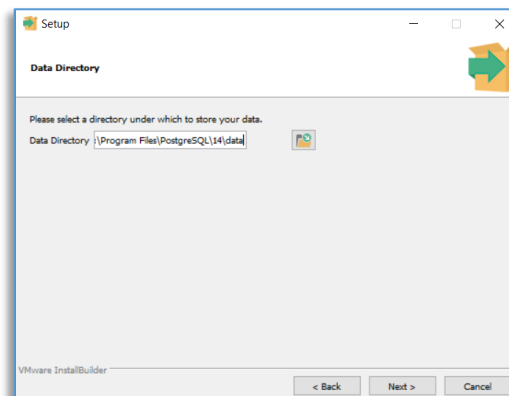 Setup
Data Directory
Please select a directory under which to store your data.
Data Directory :\Program Files\PostgreSQL\14\data
VMware InstallBuilder
< Back Next > Cancel